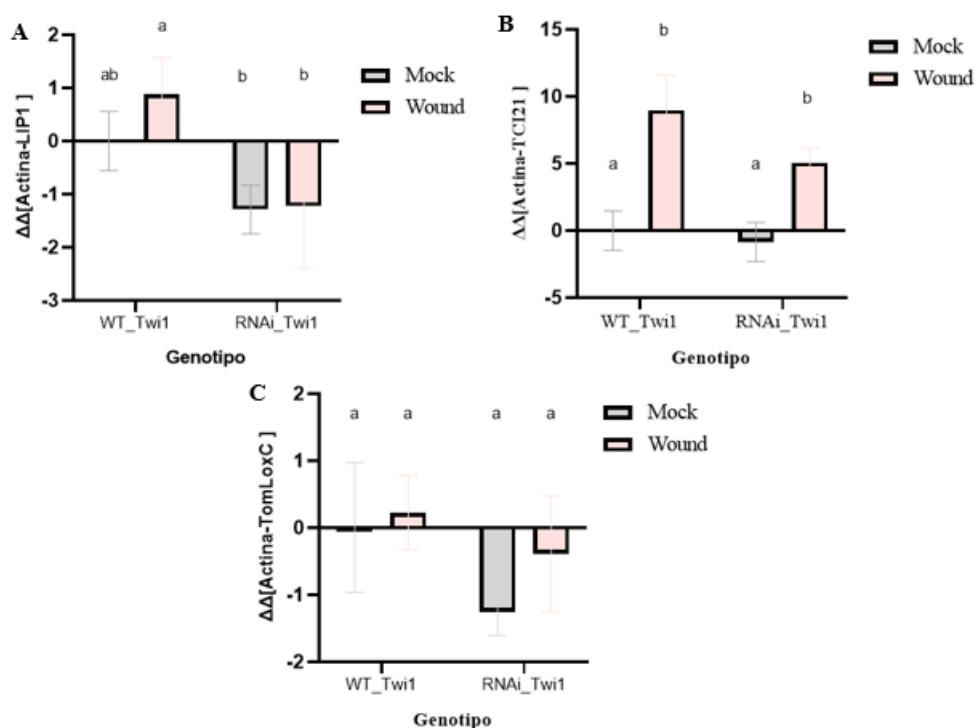 A
ΔΔ[Actina-LIP1 ]
2
1
0
-1
-2
-3
ab
a
b
b
Mock
Wound
WT_Twi1
RNAi_Twi1
Genotipo
B
ΔΔ[Actina-TCI21 ]
15
10
5
0
-5
a
b
a
b
Mock
Wound
WT_Twi1
RNAi_Twi1
Genotipo
C
ΔΔ[Actina-TomLoxC ]
2
1
0
-1
-2
a
a
a
a
Mock
Wound
WT_Twi1
RNAi_Twi1
Genotipo